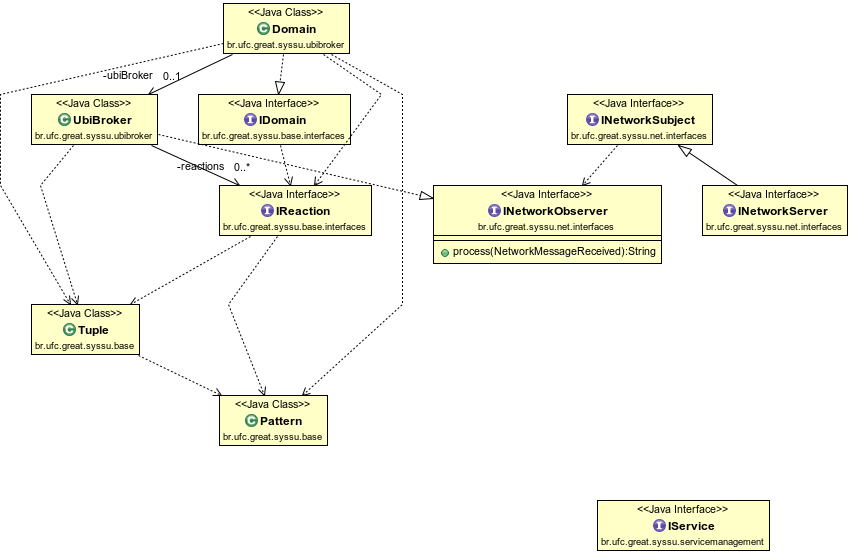 <<Java Class>>
Domain
br.ufc.great.syssu.ubibroker
-ubiBroker 0..1
<<Java Class>>
UbiBroker
br.ufc.great.syssu.ubibroker
<<Java Interface>>
IDomain
br.ufc.great.syssu.base.interfaces
<<Java Interface>>
INetworkSubject
br.ufc.great.syssu.net.interfaces
-reactions 0..*
<<Java Interface>>
IReaction
br.ufc.great.syssu.base.interfaces
<<Java Interface>>
INetworkObserver
br.ufc.great.syssu.net.interfaces
process(NetworkMessageReceived):String
<<Java Interface>>
INetworkServer
br.ufc.great.syssu.net.interfaces
<<Java Class>>
Tuple
br.ufc.great.syssu.base
<<Java Class>>
Pattern
br.ufc.great.syssu.base
<<Java Interface>>
IService
br.ufc.great.syssu.servicemanagement